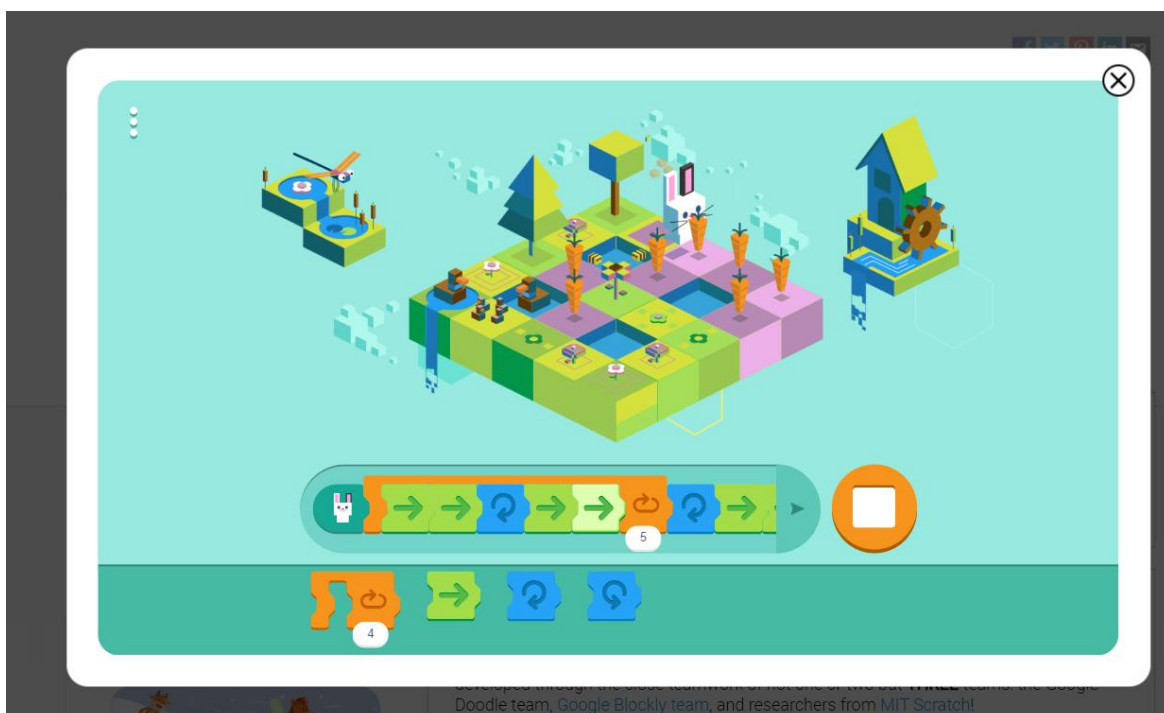 5
4
developed through the close teamwork of not one or two but THREE teams: the Google
Doodle team, Google Blockly team, and researchers from MIT Scratch!